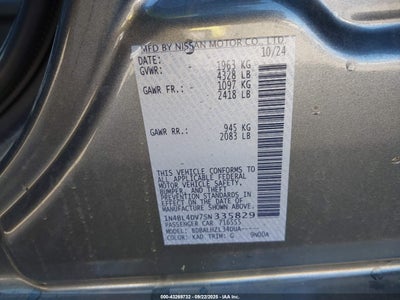 MFD BY NISSAN MOTOR CO., LTD.
DATE: 10/24
GVWR: - 1963 KG
4328 LB
GAWR FR.: - 1097 KG
2418 LB
GAWR RR.: 945 KG
2083 LB
THIS VEHICLE CONFORMS TO
ALL APPLICABLE FEDERAL
MOTOR VEHICLE SAFETY,
BUMPER, AND THEFT
PREVENTION STANDARDS IN
EFFECT ON THE DATE OF
MANUFACTURE SHOWN ABOVE.
1N4BL4DV7SN335829
PASSENGER CAR
MODEL:
COLOR: KAD TRIM: G
000-43269732 - 09/22/2025 - IAAI.COM